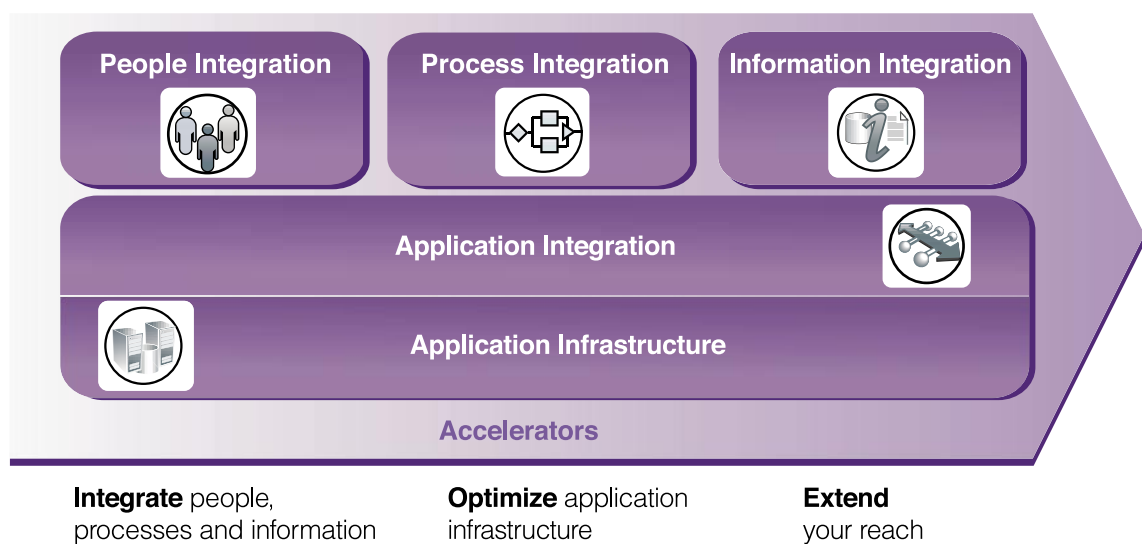 People Integration
Process Integration
Information Integration
Application Integration
Application Infrastructure
Accelerators
Integrate people,
processes and information
Optimize application
infrastructure
Extend
your reach